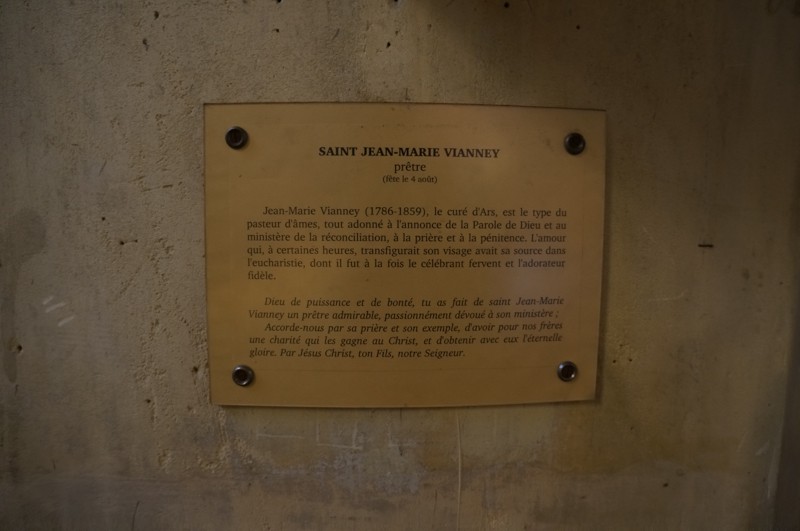 SAINT JEAN-MARIE VIANNEY
prêtre
(fête le 4 août)
Jean-Marie Vianney (1786-1859), le curé d'Ars, est le type du
pasteur d'âmes, tout adonné à l'annonce de la Parole de Dieu et au
ministère de la réconciliation, à la prière et à la pénitence. L'amour
qui, à certaines heures, transfigurait son visage avait sa source dans
l'eucharistie, dont il fut à la fois le célébrant fervent et l'adorateur
fidèle.
Dieu de puissance et de bonté, tu as fait de saint Jean-Marie
Vianney un prêtre admirable, passionnément dévoué à son ministère ;
Accorde-nous par sa prière et son exemple, d'avoir pour nos frères
une charité qui les gagne au Christ, et d'obtenir avec eux l'éternelle
gloire. Par Jésus Christ, ton Fils, notre Seigneur.